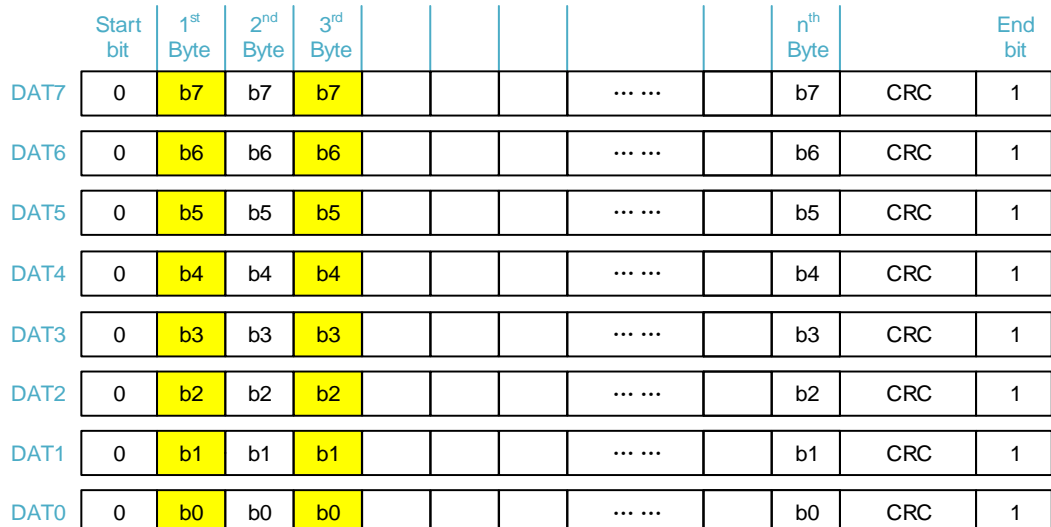 Start bit 1st Byte 2nd Byte 3rd Byte nth Byte End bit
DAT7 0 b7 b7 b7 ... ... b7 CRC 1
DAT6 0 b6 b6 b6 ... ... b6 CRC 1
DAT5 0 b5 b5 b5 ... ... b5 CRC 1
DAT4 0 b4 b4 b4 ... ... b4 CRC 1
DAT3 0 b3 b3 b3 ... ... b3 CRC 1
DAT2 0 b2 b2 b2 ... ... b2 CRC 1
DAT1 0 b1 b1 b1 ... ... b1 CRC 1
DAT0 0 b0 b0 b0 ... ... b0 CRC 1